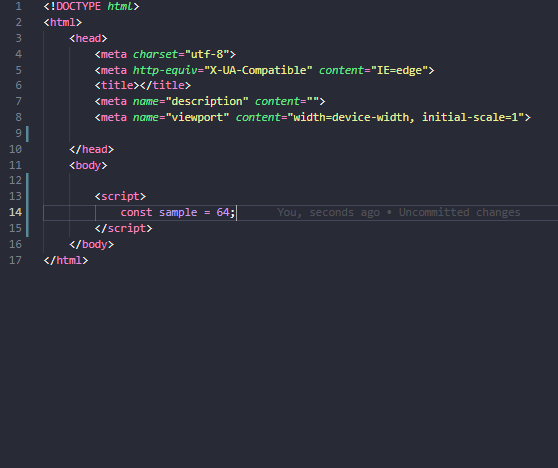 1 <!DOCTYPE html>
2 <html>
3 <head>
4 <meta charset="utf-8">
5 <meta http-equiv="X-UA-Compatible" content="IE=edge">
6 <title></title>
7 <meta name="description" content="">
8 <meta name="viewport" content="width=device-width, initial-scale=1">
9
10 </head>
11 <body>
12
13 <script>
14 const sample = 64; You, seconds ago • Uncommitted changes
15 </script>
16 </body>
17 </html>